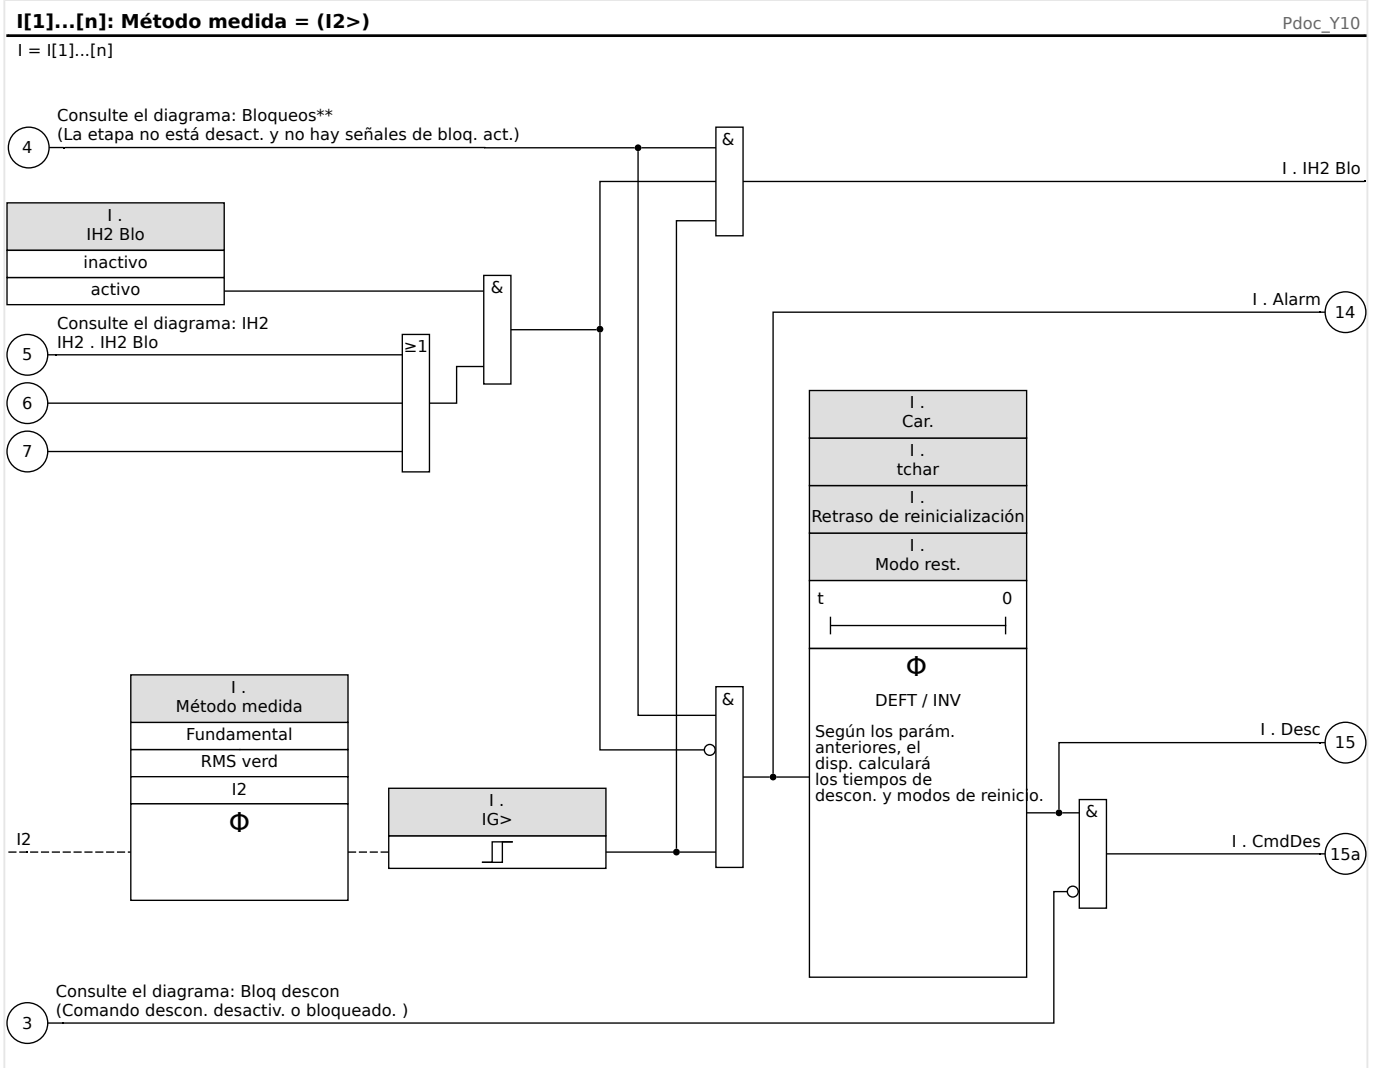 I[1]...[n]: Método medida = (I2>)
Pdoc_Y10
I = I[1]...[n]
Consulte el diagrama: Bloqueos**
(La etapa no está desact. y no hay señales de bloq. act.)
4
&
I . IH2 Blo
I .
IH2 Blo
inactivo
activo
&
I . Alarm
14
Consulte el diagrama: IH2
IH2 . IH2 Blo
5
≥1
6
7
I .
Car.
I .
tchar
I .
Retraso de reinicialización
I .
Modo rest.
t
0
Φ
DEFT / INV
Según los parám.
anteriores, el
disp. calculará
los tiempos de
descon. y modos de reinicio.
I .
Método medida
Fundamental
RMS verd
I2
Φ
&
I2
I .
IG>
I . Desc
15
&
I . CmdDes
15a
Consulte el diagrama: Bloq descon
(Comando descon. desactiv. o bloqueado. )
3